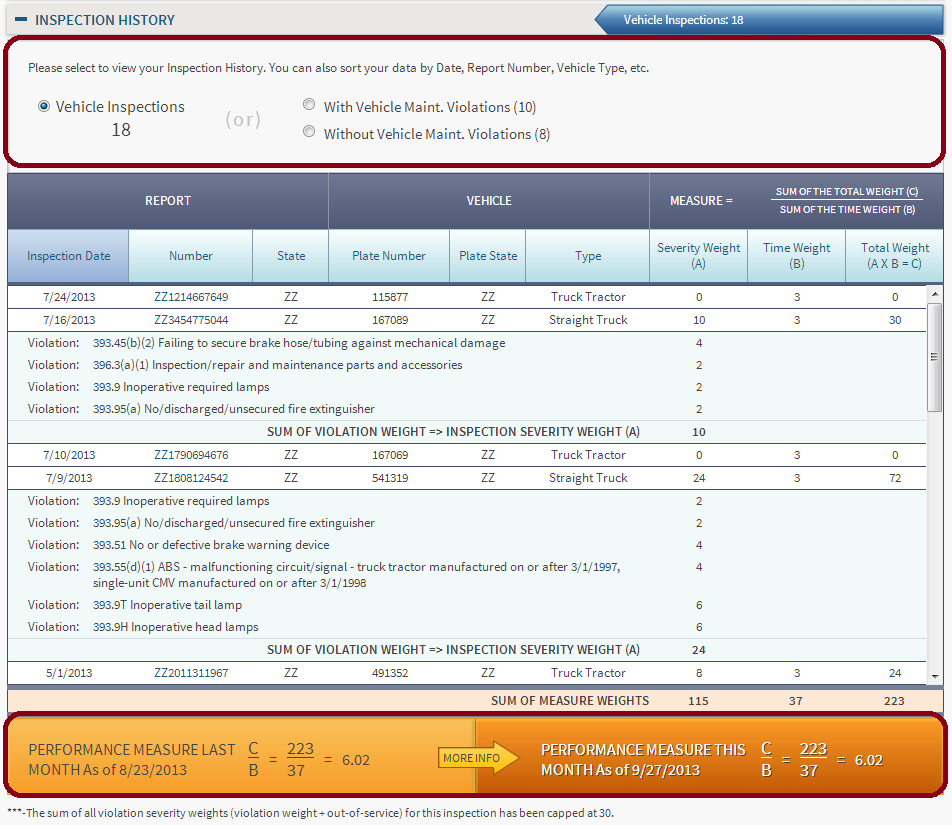 INSPECTION HISTORY
Vehicle Inspections: 18
Please select to view your Inspection History. You can also sort your data by Date, Report Number, Vehicle Type, etc.
Vehicle Inspections
18
(or)
With Vehicle Maint. Violations (10)
Without Vehicle Maint. Violations (8)
REPORT VEHICLE MEASURE = SUM OF THE TOTAL WEIGHT (C)
SUM OF THE TIME WEIGHT (B)
Inspection Date Number State Plate Number Plate State Type Severity Weight (A) Time Weight (B) Total Weight (A X B = C)
7/24/2013 ZZ1214667649 ZZ 115877 ZZ Truck Tractor 0 3 0
7/16/2013 ZZ3454775044 ZZ 167089 ZZ Straight Truck 10 3 30
Violation: 393.45(b)(2) Failing to secure brake hose/tubing against mechanical damage 4
Violation: 396.3(a)(1) Inspection/repair and maintenance parts and accessories 2
Violation: 393.9 Inoperative required lamps 2
Violation: 393.95(a) No/discharged/unsecured fire extinguisher 2
SUM OF VIOLATION WEIGHT => INSPECTION SEVERITY WEIGHT (A) 10
7/10/2013 ZZ1790694676 ZZ 167069 ZZ Truck Tractor 0 3 0
7/9/2013 ZZ1808124542 ZZ 541319 ZZ Straight Truck 24 3 72
Violation: 393.9 Inoperative required lamps 2
Violation: 393.95(a) No/discharged/unsecured fire extinguisher 2
Violation: 393.51 No or defective brake warning device 4
Violation: 393.55(d)(1) ABS - malfunctioning circuit/signal - truck tractor manufactured on or after 3/1/1997, 4
single-unit CMV manufactured on or after 3/1/1998
Violation: 393.9T Inoperative tail lamp 6
Violation: 393.9H Inoperative head lamps 6
SUM OF VIOLATION WEIGHT => INSPECTION SEVERITY WEIGHT (A) 24
5/1/2013 ZZ2011311967 ZZ 491352 ZZ Truck Tractor 8 3 24
SUM OF MEASURE WEIGHTS 115 37 223
PERFORMANCE MEASURE LAST
MONTH As of 8/23/2013
C
B
=
223
37
= 6.02
MORE INFO
PERFORMANCE MEASURE THIS
MONTH As of 9/27/2013
C
B
=
223
37
= 6.02
***-The sum of all violation severity weights (violation weight + out-of-service) for this inspection has been capped at 30.